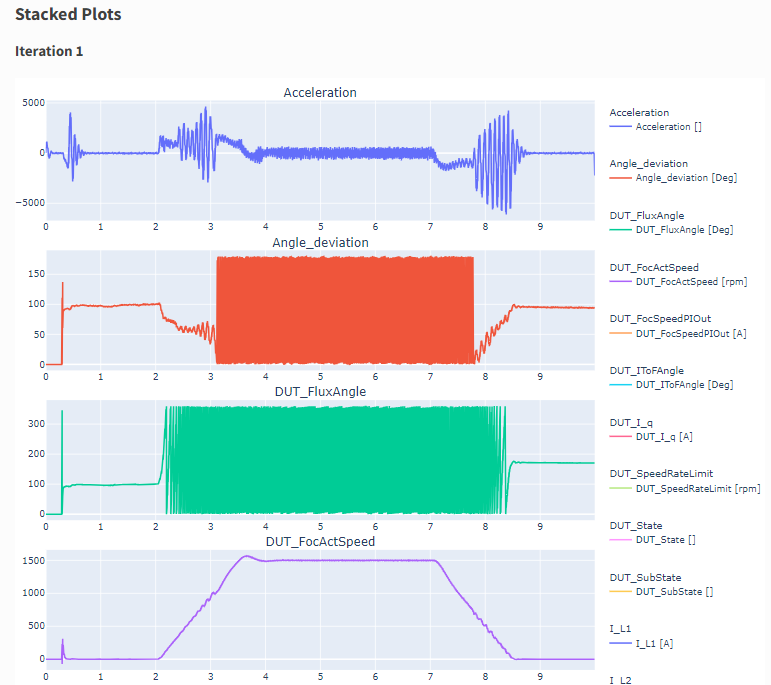 Stacked Plots
Iteration 1
Acceleration
5000
0
−5000
0 1 2 3 4 5 6 7 8 9
Angle_deviation
150
100
50
0
0 1 2 3 4 5 6 7 8 9
DUT_FluxAngle
300
200
100
0
0 1 2 3 4 5 6 7 8 9
DUT_FocActSpeed
1500
1000
500
0
0 1 2 3 4 5 6 7 8 9
Acceleration
Acceleration []
Angle_deviation
Angle_deviation [Deg]
DUT_FluxAngle
DUT_FluxAngle [Deg]
DUT_FocActSpeed
DUT_FocActSpeed [rpm]
DUT_FocSpeedPIOut
DUT_FocSpeedPIOut [A]
DUT_IToFAngle
DUT_IToFAngle [Deg]
DUT_I_q
DUT_I_q [A]
DUT_SpeedRateLimit
DUT_SpeedRateLimit [rpm]
DUT_State
DUT_State []
DUT_SubState
DUT_SubState []
I_L1
I_L1 [A]
I_L2